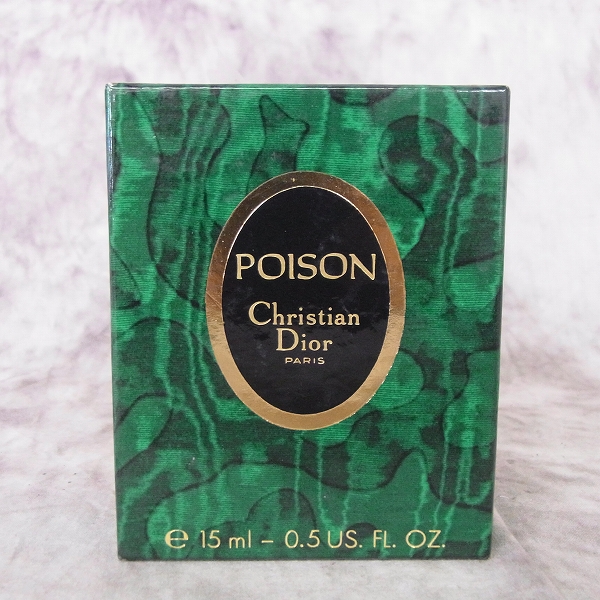 POISON
Christian
Dior
PARIS
℮ 15 ml – 0.5 US. FL. OZ.